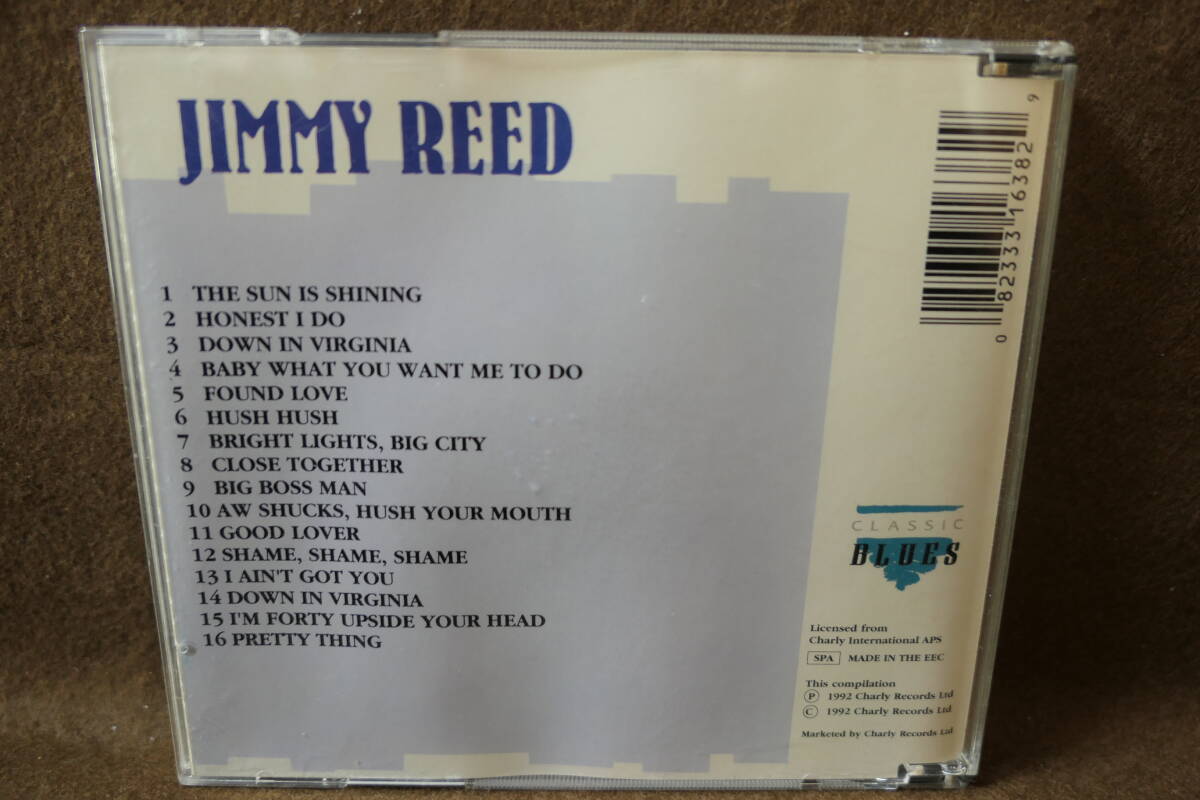 JIMMY REED
1 THE SUN IS SHINING
2 HONEST I DO
3 DOWN IN VIRGINIA
4 BABY WHAT YOU WANT ME TO DO
5 FOUND LOVE
6 HUSH HUSH
7 BRIGHT LIGHTS, BIG CITY
8 CLOSE TOGETHER
9 BIG BOSS MAN
10 AW SHUCKS, HUSH YOUR MOUTH
11 GOOD LOVER
12 SHAME, SHAME, SHAME
13 I AIN'T GOT YOU
14 DOWN IN VIRGINIA
15 I'M FORTY UPSIDE YOUR HEAD
16 PRETTY THING
0 82333 16382 9
CLASSIC
BLUES
Licensed from
Charly International APS
SPA MADE IN THE EEC
This compilation
Ⓟ 1992 Charly Records Ltd
Ⓒ 1992 Charly Records Ltd
Marketed by Charly Records Ltd